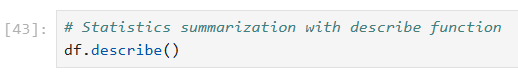 [43]: # Statistics summarization with describe function
df.describe()